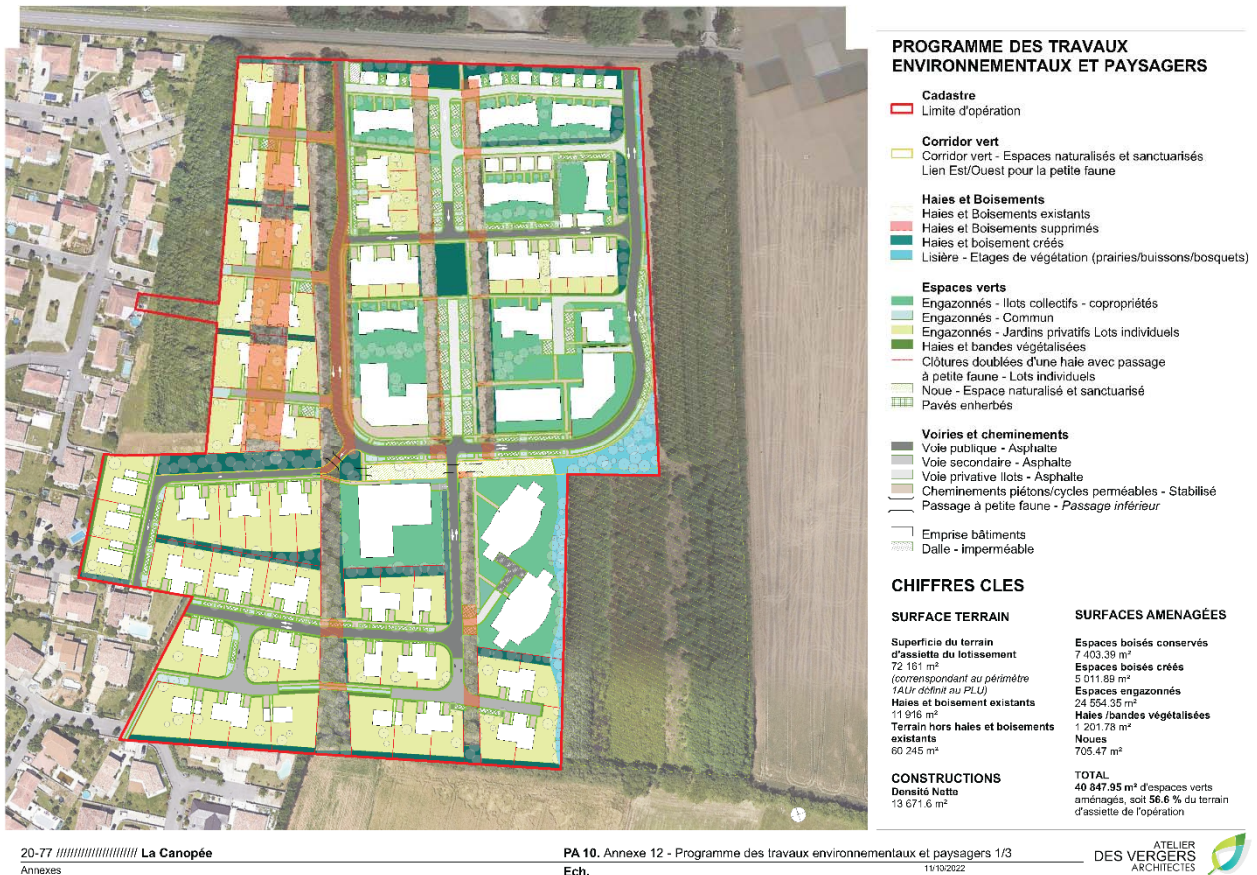 PROGRAMME DES TRAVAUX
ENVIRONNEMENTAUX ET PAYSAGERS
Cadastre
Limite d'opération
Corridor vert
Corridor vert - Espaces naturalisés et sanctuarisés
Lien Est/Ouest pour la petite faune
Haies et Boisements
Haies et Boisements existants
Haies et Boisements supprimés
Haies et boisement créés
Lisière - Etages de végétation (prairies/buissons/bosquets)
Espaces verts
Engazonnés - Ilots collectifs - copropriétés
Engazonnés - Commun
Engazonnés - Jardins privatifs Lots individuels
Haies et bandes végétalisées
Clôtures doublées d'une haie avec passage
à petite faune - Lots individuels
Noue - Espace naturalisé et sanctuarisé
Pavés enherbés
Voiries et cheminements
Voie publique - Asphalte
Voie secondaire - Asphalte
Voie privative Ilots - Asphalte
Cheminements piétons/cycles perméables - Stabilisé
Passage à petite faune - Passage inférieur
Emprise bâtiments
Dalle - imperméable
CHIFFRES CLES
SURFACE TERRAIN
Superficie du terrain
d'assiette du lotissement
72 161 m²
(correspondant au périmètre
1AUr définit au PLU)
Haies et boisement existants
11 916 m²
Terrain hors haies et boisements
existants
60 245 m²
CONSTRUCTIONS
Densité Nette
13 671.6 m²
SURFACES AMENAGÉES
Espaces boisés conservés
7 403.39 m²
Espaces boisés créés
5 011.89 m²
Espaces engazonnés
24 554.35 m²
Haies /bandes végétalisées
1 201.78 m²
Noues
705.47 m²
TOTAL
40 847.95 m² d'espaces verts
aménagés, soit 56.6 % du terrain
d'assiette de l'opération
20-77 /////////////////////// La Canopée
Annexes
PA 10. Annexe 12 - Programme des travaux environnementaux et paysagers 1/3
Ech.
11/10/2022
ATELIER
DES VERGERS
ARCHITECTES